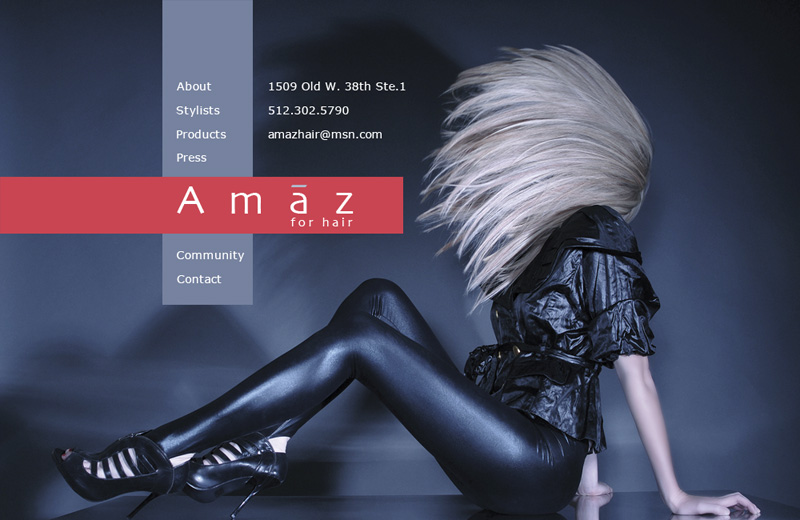 About
Stylists
Products
Press
1509 Old W. 38th Ste.1
512.302.5790
amazhair@msn.com
Amāz
for hair
Community
Contact